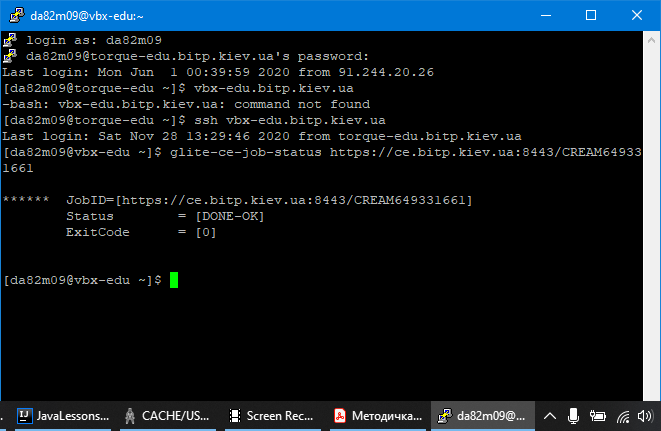 da82m09@vbx-edu:~
login as: da82m09
da82m09@torque-edu.bitp.kiev.ua's password:
Last login: Mon Jun  1 00:39:59 2020 from 91.244.20.26
[da82m09@torque-edu ~]$ vbx-edu.bitp.kiev.ua
-bash: vbx-edu.bitp.kiev.ua: command not found
[da82m09@torque-edu ~]$ ssh vbx-edu.bitp.kiev.ua
Last login: Sat Nov 28 13:29:46 2020 from torque-edu.bitp.kiev.ua
[da82m09@vbx-edu ~]$ glite-ce-job-status https://ce.bitp.kiev.ua:8443/CREAM64933
1661
******  JobID=[https://ce.bitp.kiev.ua:8443/CREAM649331661]
Status        = [DONE-OK]
ExitCode      = [0]
[da82m09@vbx-edu ~]$
IJ JavaLessons... CACHE/US... Screen Rec... Методичка... da82m09@...